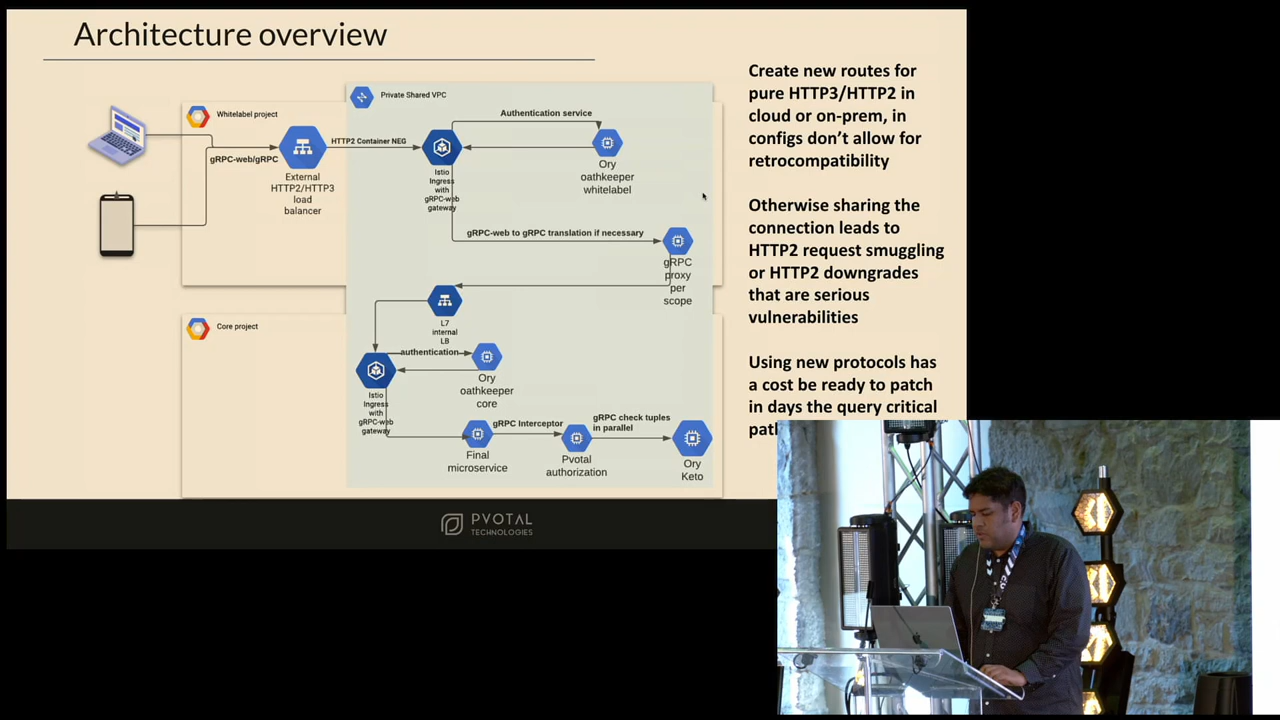 Architecture overview
Private Shared VPC
Whitelabel project
Authentication service
HTTP2 Container NEG
gRPC-web/gRPC
External
HTTP2/HTTP3
load
balancer
Istio
Ingress
with
gRPC-web
gateway
Ory
oathkeeper
whitelabel
gRPC-web to gRPC translation if necessary
gRPC
proxy
per
scope
L7
internal
LB
Core project
authentication
Ory
oathkeeper
core
Istio
Ingress
with
gRPC-web
gateway
gRPC Interceptor
gRPC check tuples
in parallel
Final
microservice
Pvotal
authorization
Ory
Keto
Create new routes for
pure HTTP3/HTTP2 in
cloud or on-prem, in
configs don't allow for
retrocompatibility
Otherwise sharing the
connection leads to
HTTP2 request smuggling
or HTTP2 downgrades
that are serious
vulnerabilities
Using new protocols has
a cost be ready to patch
in days the query critical
PVOTAL
TECHNOLOGIES